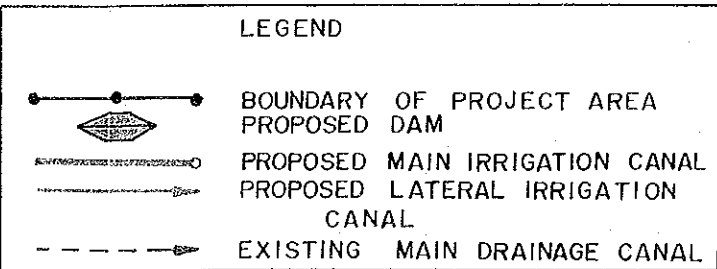 LEGEND
BOUNDARY OF PROJECT AREA
PROPOSED DAM
PROPOSED MAIN IRRIGATION CANAL
PROPOSED LATERAL IRRIGATION
CANAL
EXISTING MAIN DRAINAGE CANAL